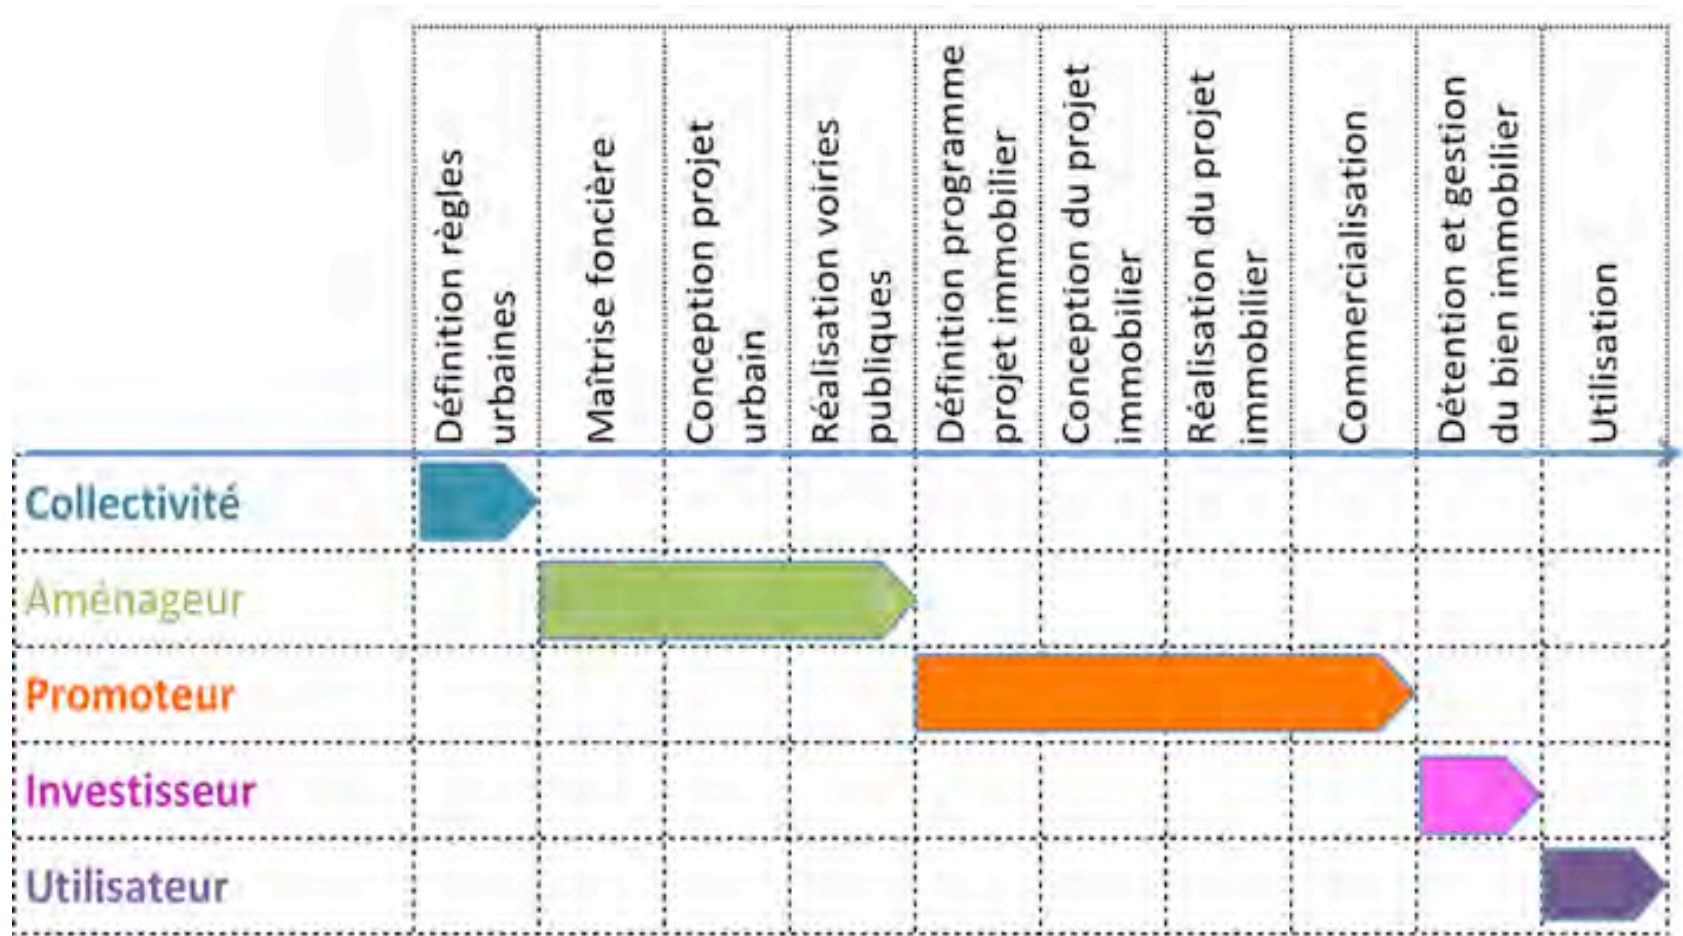 Définition règles
urbaines
Maîtrise foncière
Conception projet
urbain
Réalisation voiries
publiques
Définition programme
projet immobilier
Conception du projet
immobilier
Réalisation du projet
immobilier
Commercialisation
Détention et gestion
du bien immobilier
Utilisation
Collectivité
Aménageur
Promoteur
Investisseur
Utilisateur